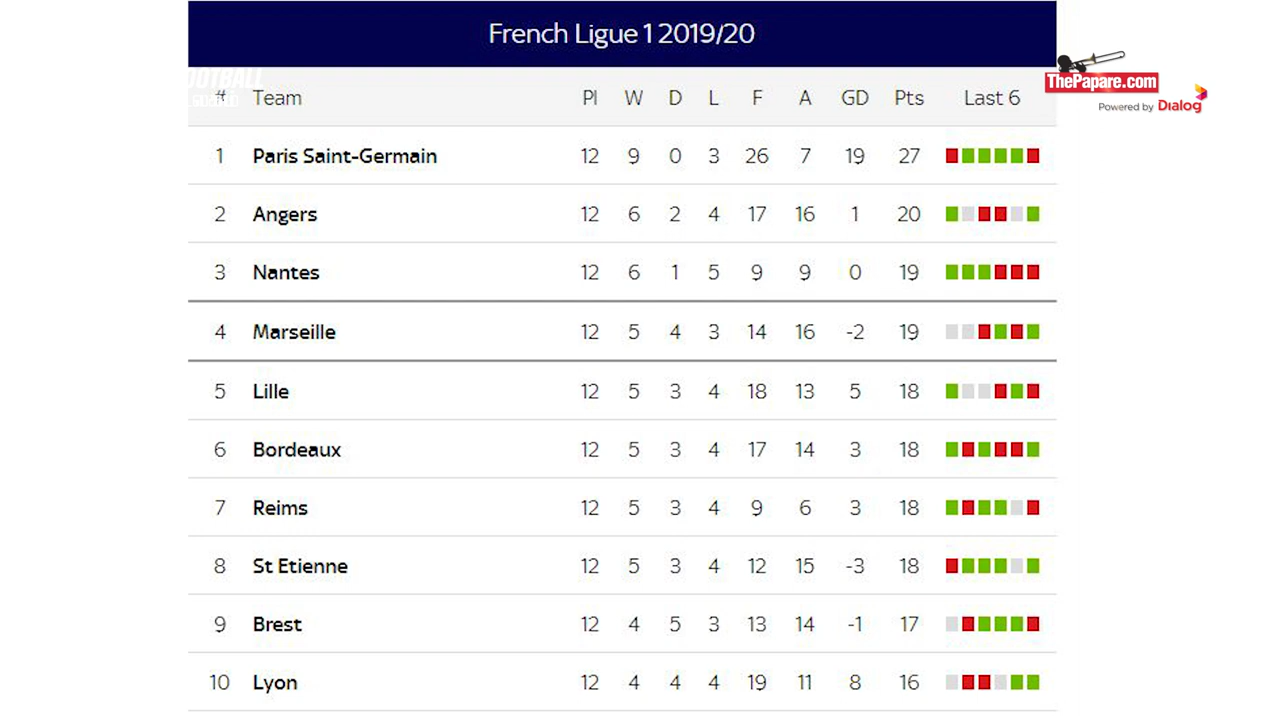 French Ligue 1 2019/20
ThePapare.com
Powered by Dialog
# Team Pl W D L F A GD Pts Last 6
1 Paris Saint-Germain 12 9 0 3 26 7 19 27
2 Angers 12 6 2 4 17 16 1 20
3 Nantes 12 6 1 5 9 9 0 19
4 Marseille 12 5 4 3 14 16 -2 19
5 Lille 12 5 3 4 18 13 5 18
6 Bordeaux 12 5 3 4 17 14 3 18
7 Reims 12 5 3 4 9 6 3 18
8 St Etienne 12 5 3 4 12 15 -3 18
9 Brest 12 4 5 3 13 14 -1 17
10 Lyon 12 4 4 4 19 11 8 16